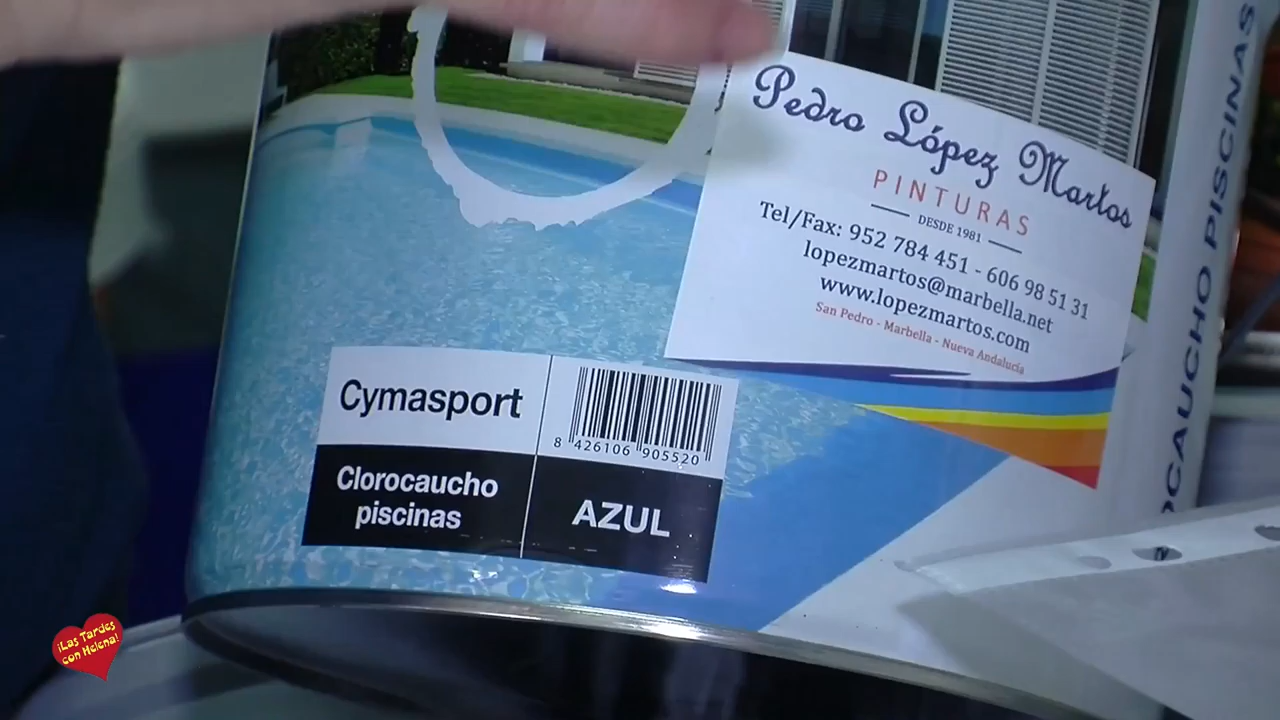 Pedro López Martos
PINTURAS
DESDE 1981
Tel/Fax: 952 784 451 - 606 98 51 31
lopezmartos@marbella.net
www.lopezmartos.com
San Pedro - Marbella - Nueva Andalucía
OCAUCHO PISCINAS
Cymasport
8 426106 905520
Clorocaucho
piscinas
AZUL
¡Las Tardes
con Helena!